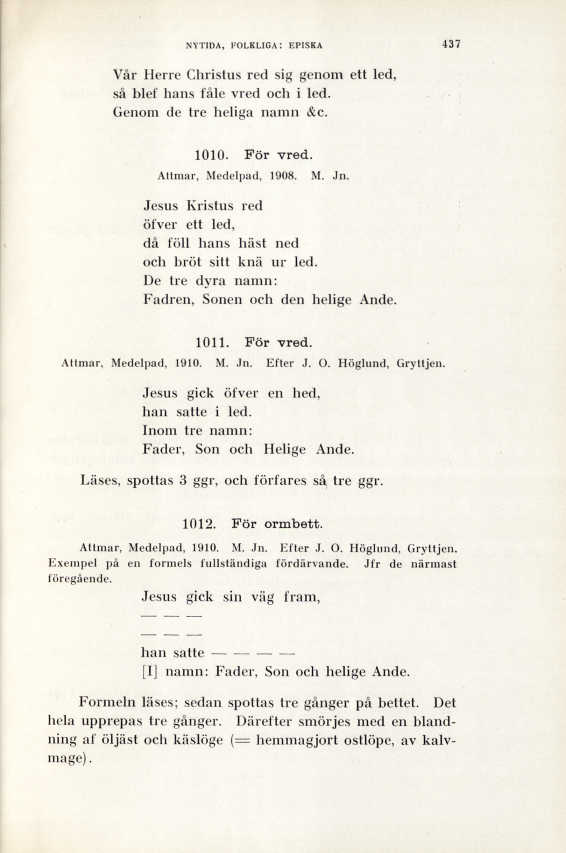 NYTIDA, FOLKLIGA: EPISKA 437
Vår Herre Christus red sig genom ett led,
så blef hans fåle vred och i led.
Genom de tre heliga namn &c.
1010. För vred.
Attmar, Medelpad, 1908. M. Jn.
Jesus Kristus red
öfver ett led,
då föll hans häst ned
och bröt sitt knä ur led.
De tre dyra namn:
Fadren, Sonen och den helige Ande.
1011. För vred.
Attmar, Medelpad, 1910. M. Jn. Efter J. O. Höglund, Gryttjen.
Jesus gick öfver en hed,
han satte i led.
Inom tre namn:
Fader, Son och Helige Ande.
Läses, spottas 3 ggr, och förfares så tre ggr.
1012. För ormbett.
Attmar, Medelpad, 1910. M. Jn. Efter J. O. Höglund, Gryttjen.
Exempel på en formels fullständiga fördärvande. Jfr de närmast
föregående.
Jesus gick sin väg fram,
— — —
— — —
han satte — — — —
[I] namn: Fader, Son och helige Ande.
Formeln läses; sedan spottas tre gånger på bettet. Det
hela upprepas tre gånger. Därefter smörjes med en bland-
ning af öljäst och käslöge (= hemmagjort ostlöpe, av kalv-
mage).